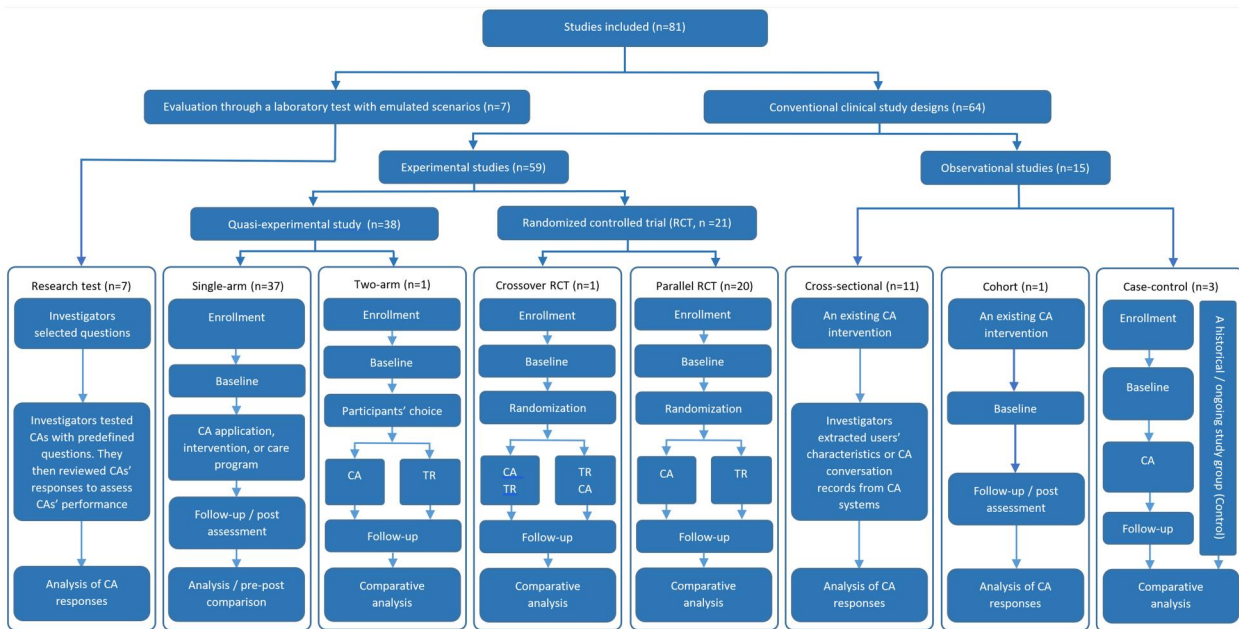 Studies included (n=81)
Evaluation through a laboratory test with emulated scenarios (n=7)
Conventional clinical study designs (n=64)
Experimental studies (n=59)
Observational studies (n=15)
Quasi-experimental study (n=38)
Randomized controlled trial (RCT, n =21)
Research test (n=7)
Investigators
selected questions
Investigators
tested CAs with
predefined
questions. They
then reviewed CAs’
responses to assess
CAs’ performance
Analysis of CA
responses
Single-arm (n=37)
Enrollment
Baseline
CA application,
intervention, or care
program
Follow-up / post
assessment
Analysis / pre-post
comparison
Two-arm (n=1)
Enrollment
Baseline
Participants’ choice
CA
TR
Follow-up
Comparative
analysis
Crossover RCT (n=1)
Enrollment
Baseline
Randomization
CA
TR
TR
CA
Follow-up
Comparative
analysis
Parallel RCT (n=20)
Enrollment
Baseline
Randomization
CA
TR
Follow-up
Comparative
analysis
Cross-sectional (n=11)
An existing CA
intervention
Investigators
extracted users’
characteristics or CA
conversation
records from CA
systems
Analysis of CA
responses
Cohort (n=1)
An existing CA
intervention
Baseline
Follow-up / post
assessment
Analysis of CA
responses
Case-control (n=3)
Enrollment
Baseline
CA
Follow-up
A historical / ongoing study group (Control)
Comparative
analysis